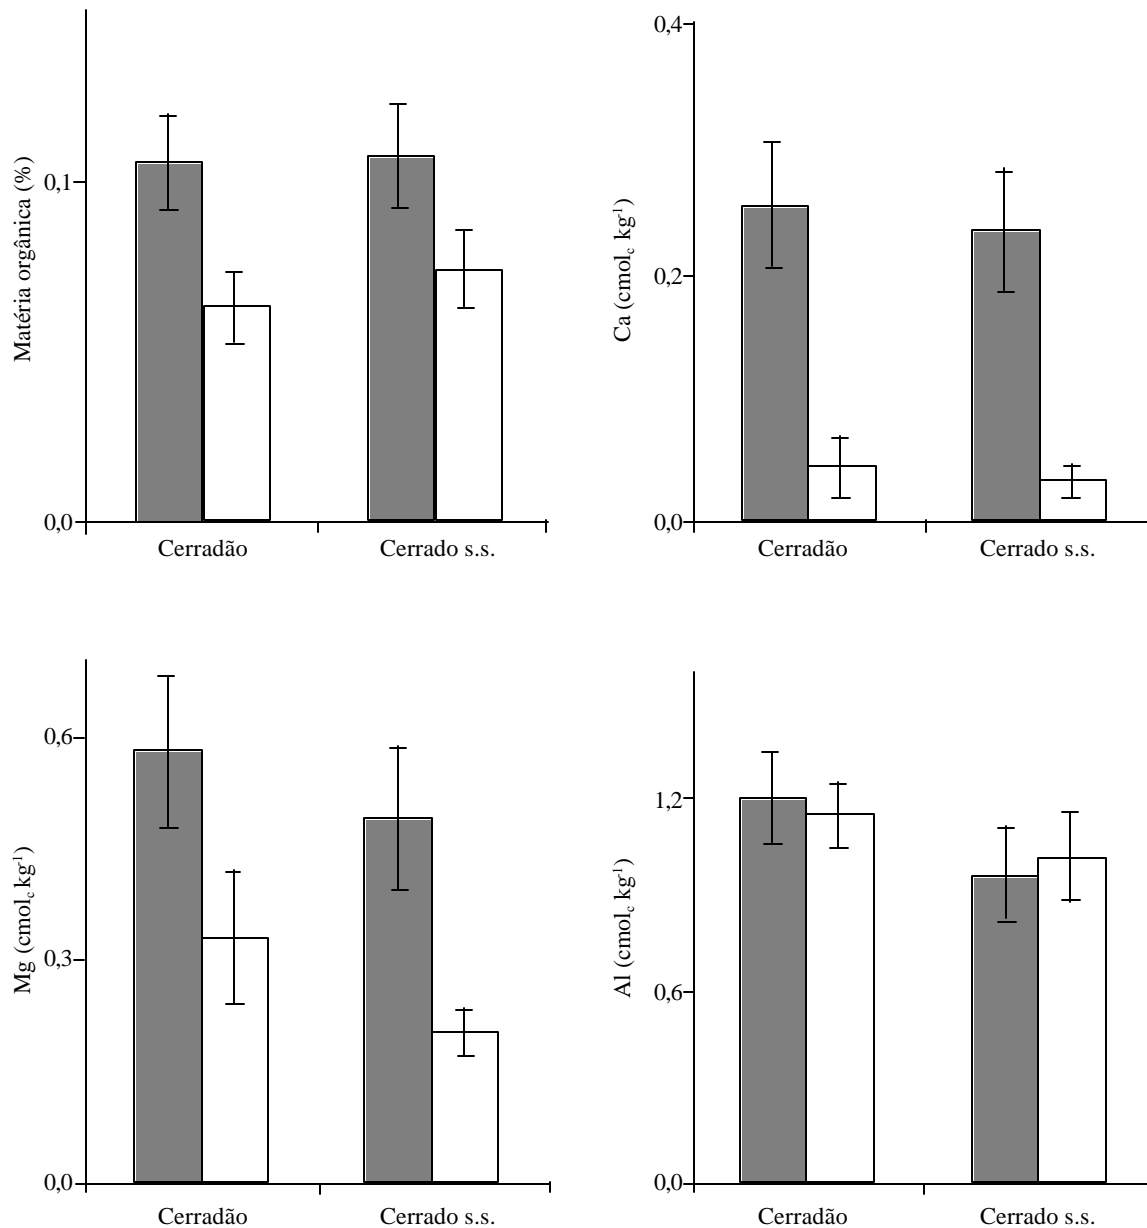 Matéria orgânica (%)
0,1
0,0
Cerradão
Cerrado s.s.
Ca (cmolc kg-1)
0,4
0,2
0,0
Cerradão
Cerrado s.s.
Mg (cmolc kg-1)
0,6
0,3
0,0
Cerradão
Cerrado s.s.
Al (cmolc kg-1)
1,2
0,6
0,0
Cerradão
Cerrado s.s.